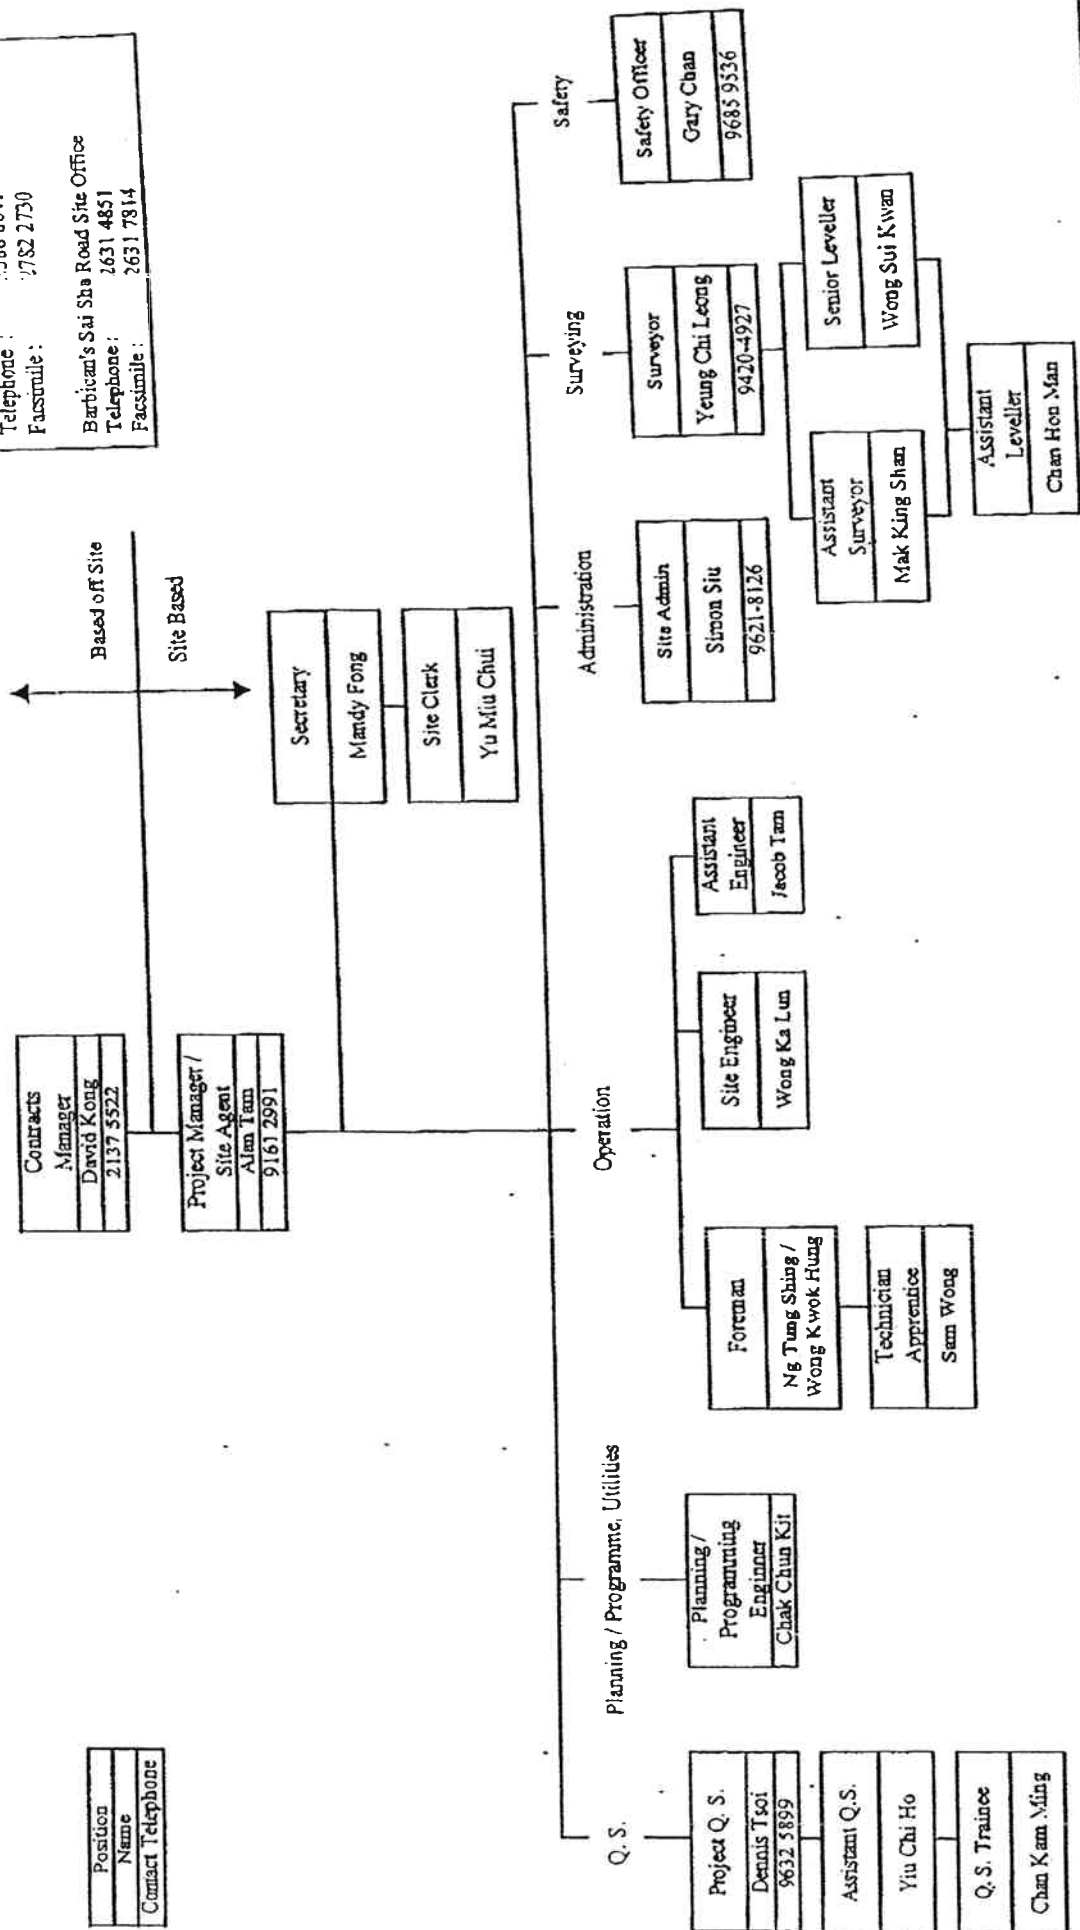 Position
Name
Contact Telephone
Contracts
Manager
David Kong
2137 5522
Project Manager /
Site Agent
Alan Tam
9161 2991
Based off Site
Site Based
Telephone :
Facsimile :
2782 2730
Barbican's Sai Sha Road Site Office
Telephone : 2631 4851
Facsimile : 2631 7814
Secretary
Mandy Fong
Site Clerk
Yu Miu Chui
Q. S.
Planning / Programme, Utilities
Operation
Administration
Surveying
Safety
Project Q. S.
Dennis Tsoi
9632 5899
Assistant Q.S.
Yiu Chi Ho
Q. S. Trainee
Chan Kam Ming
Planning /
Programming
Enginner
Chak Chun Kit
Foreman
Ng Tung Shing /
Wong Kwok Hung
Technician
Apprentice
Sam Wong
Site Engineer
Wong Ka Lun
Assistant
Engineer
Jacob Tam
Site Admin
Simon Siu
9621-8126
Surveyor
Yeung Chi Leong
9420-4927
Assistant
Surveyor
Mak King Shan
Senior Leveller
Wong Sui Kwan
Assistant
Leveller
Chan Hon Man
Safety Officer
Gary Chan
9685 9536